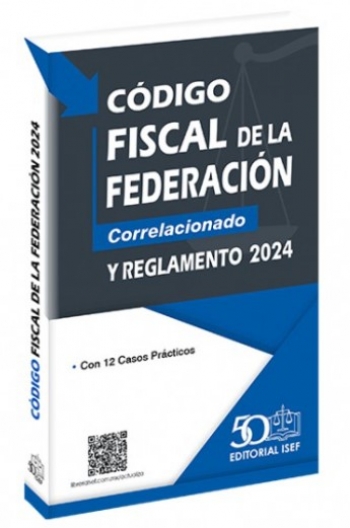 CÓDIGO
FISCAL DE LA
FEDERACIÓN
Correlacionado
Y REGLAMENTO 2024
• Con 12 Casos Prácticos
50
EDITORIAL ISEF
CÓDIGO FISCAL DE LA FEDERACIÓN 2024